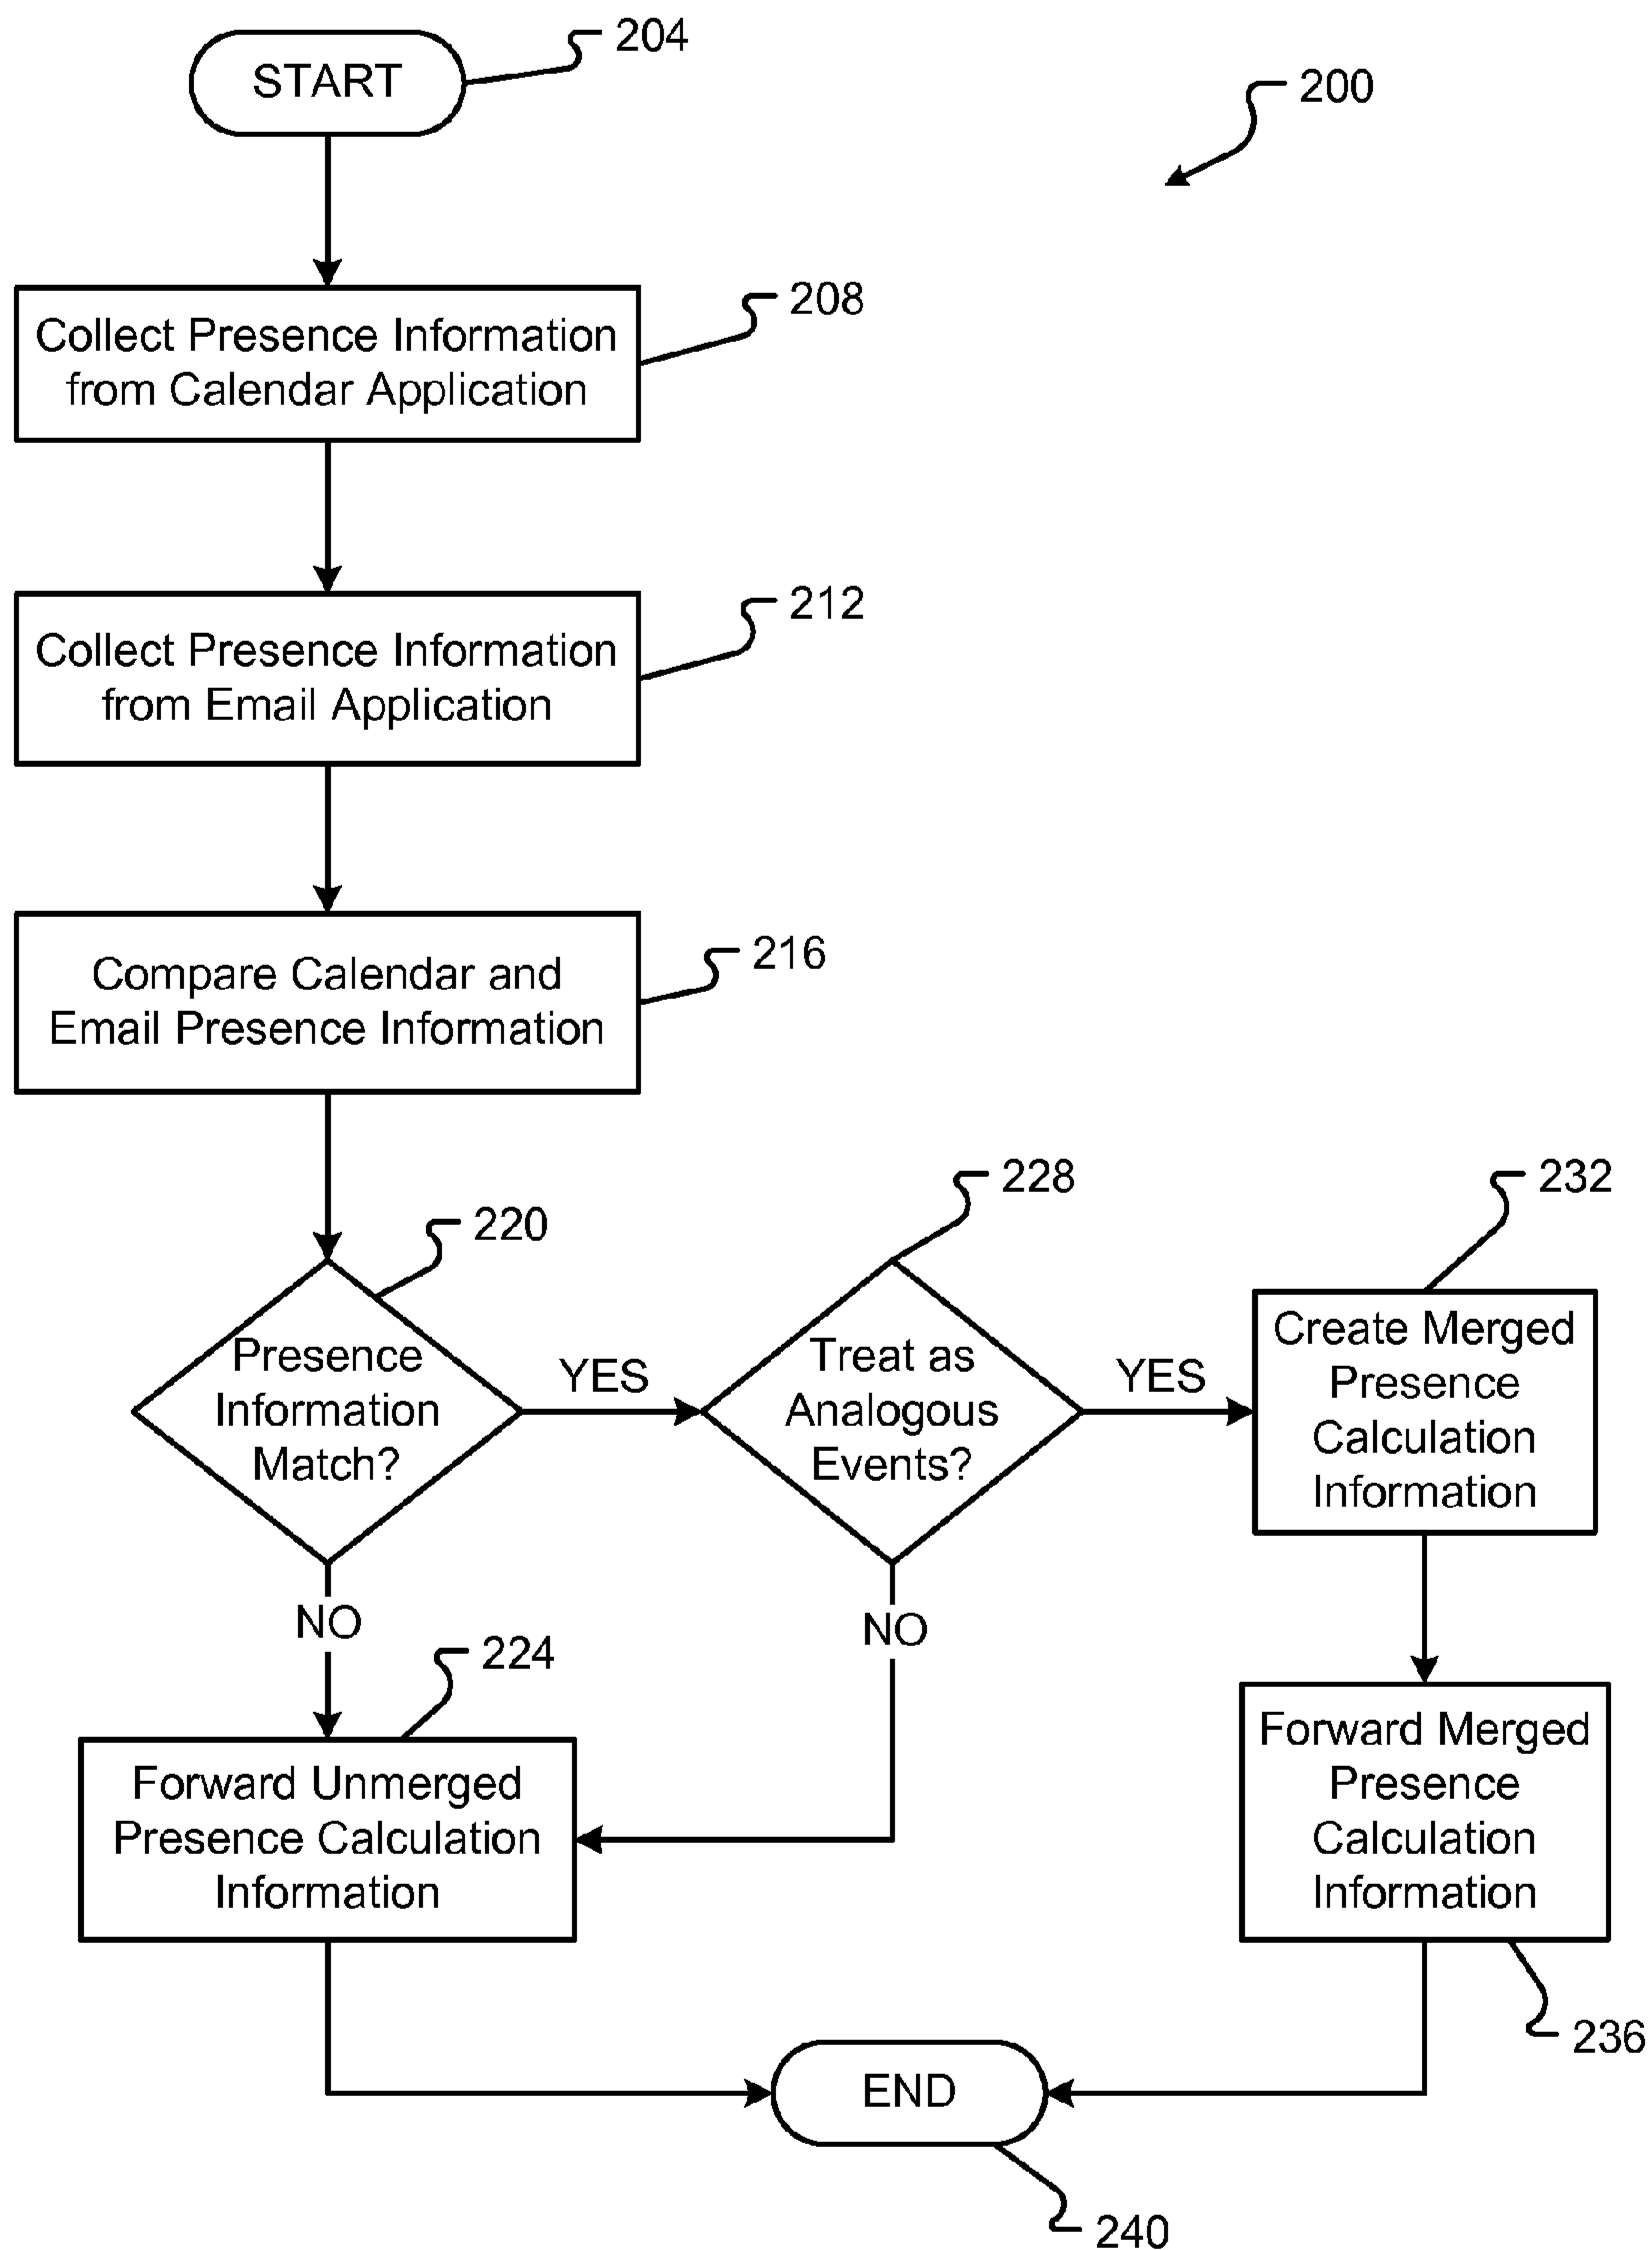 START
204
200
208
Collect Presence Information
from Calendar Application
212
Collect Presence Information
from Email Application
216
Compare Calendar and
Email Presence Information
220
Presence
Information
Match?
YES
228
Treat as
Analogous
Events?
YES
232
Create Merged
Presence
Calculation
Information
NO
NO
224
Forward Unmerged
Presence Calculation
Information
Forward Merged
Presence
Calculation
Information
236
END
240